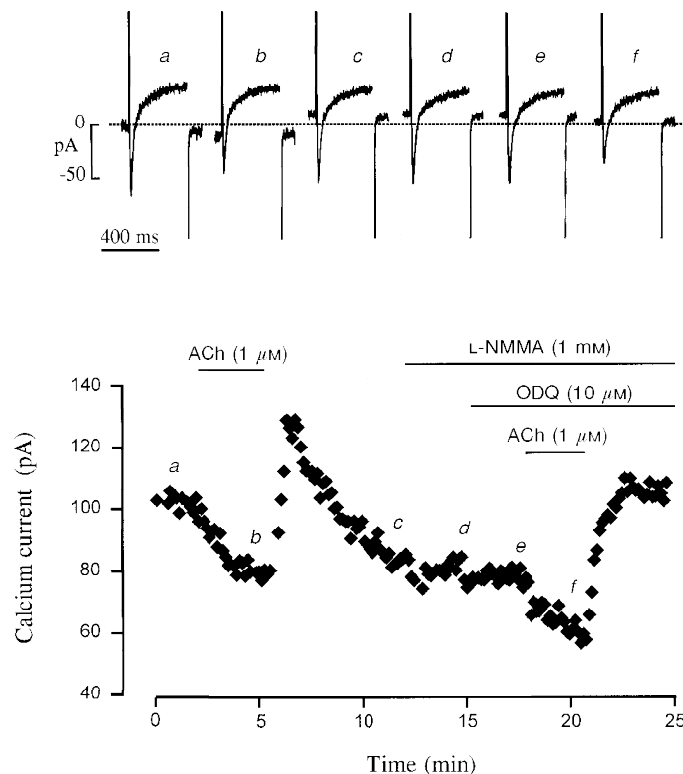 a b c d e f
0
pA
-50
400 ms
L-NMMA (1 mM)
ACh (1 μM)
ODQ (10 μM)
ACh (1 μM)
140
120
100
80
60
40
Calcium current (pA)
a
b
c
d
e
f
0 5 10 15 20 25
Time (min)